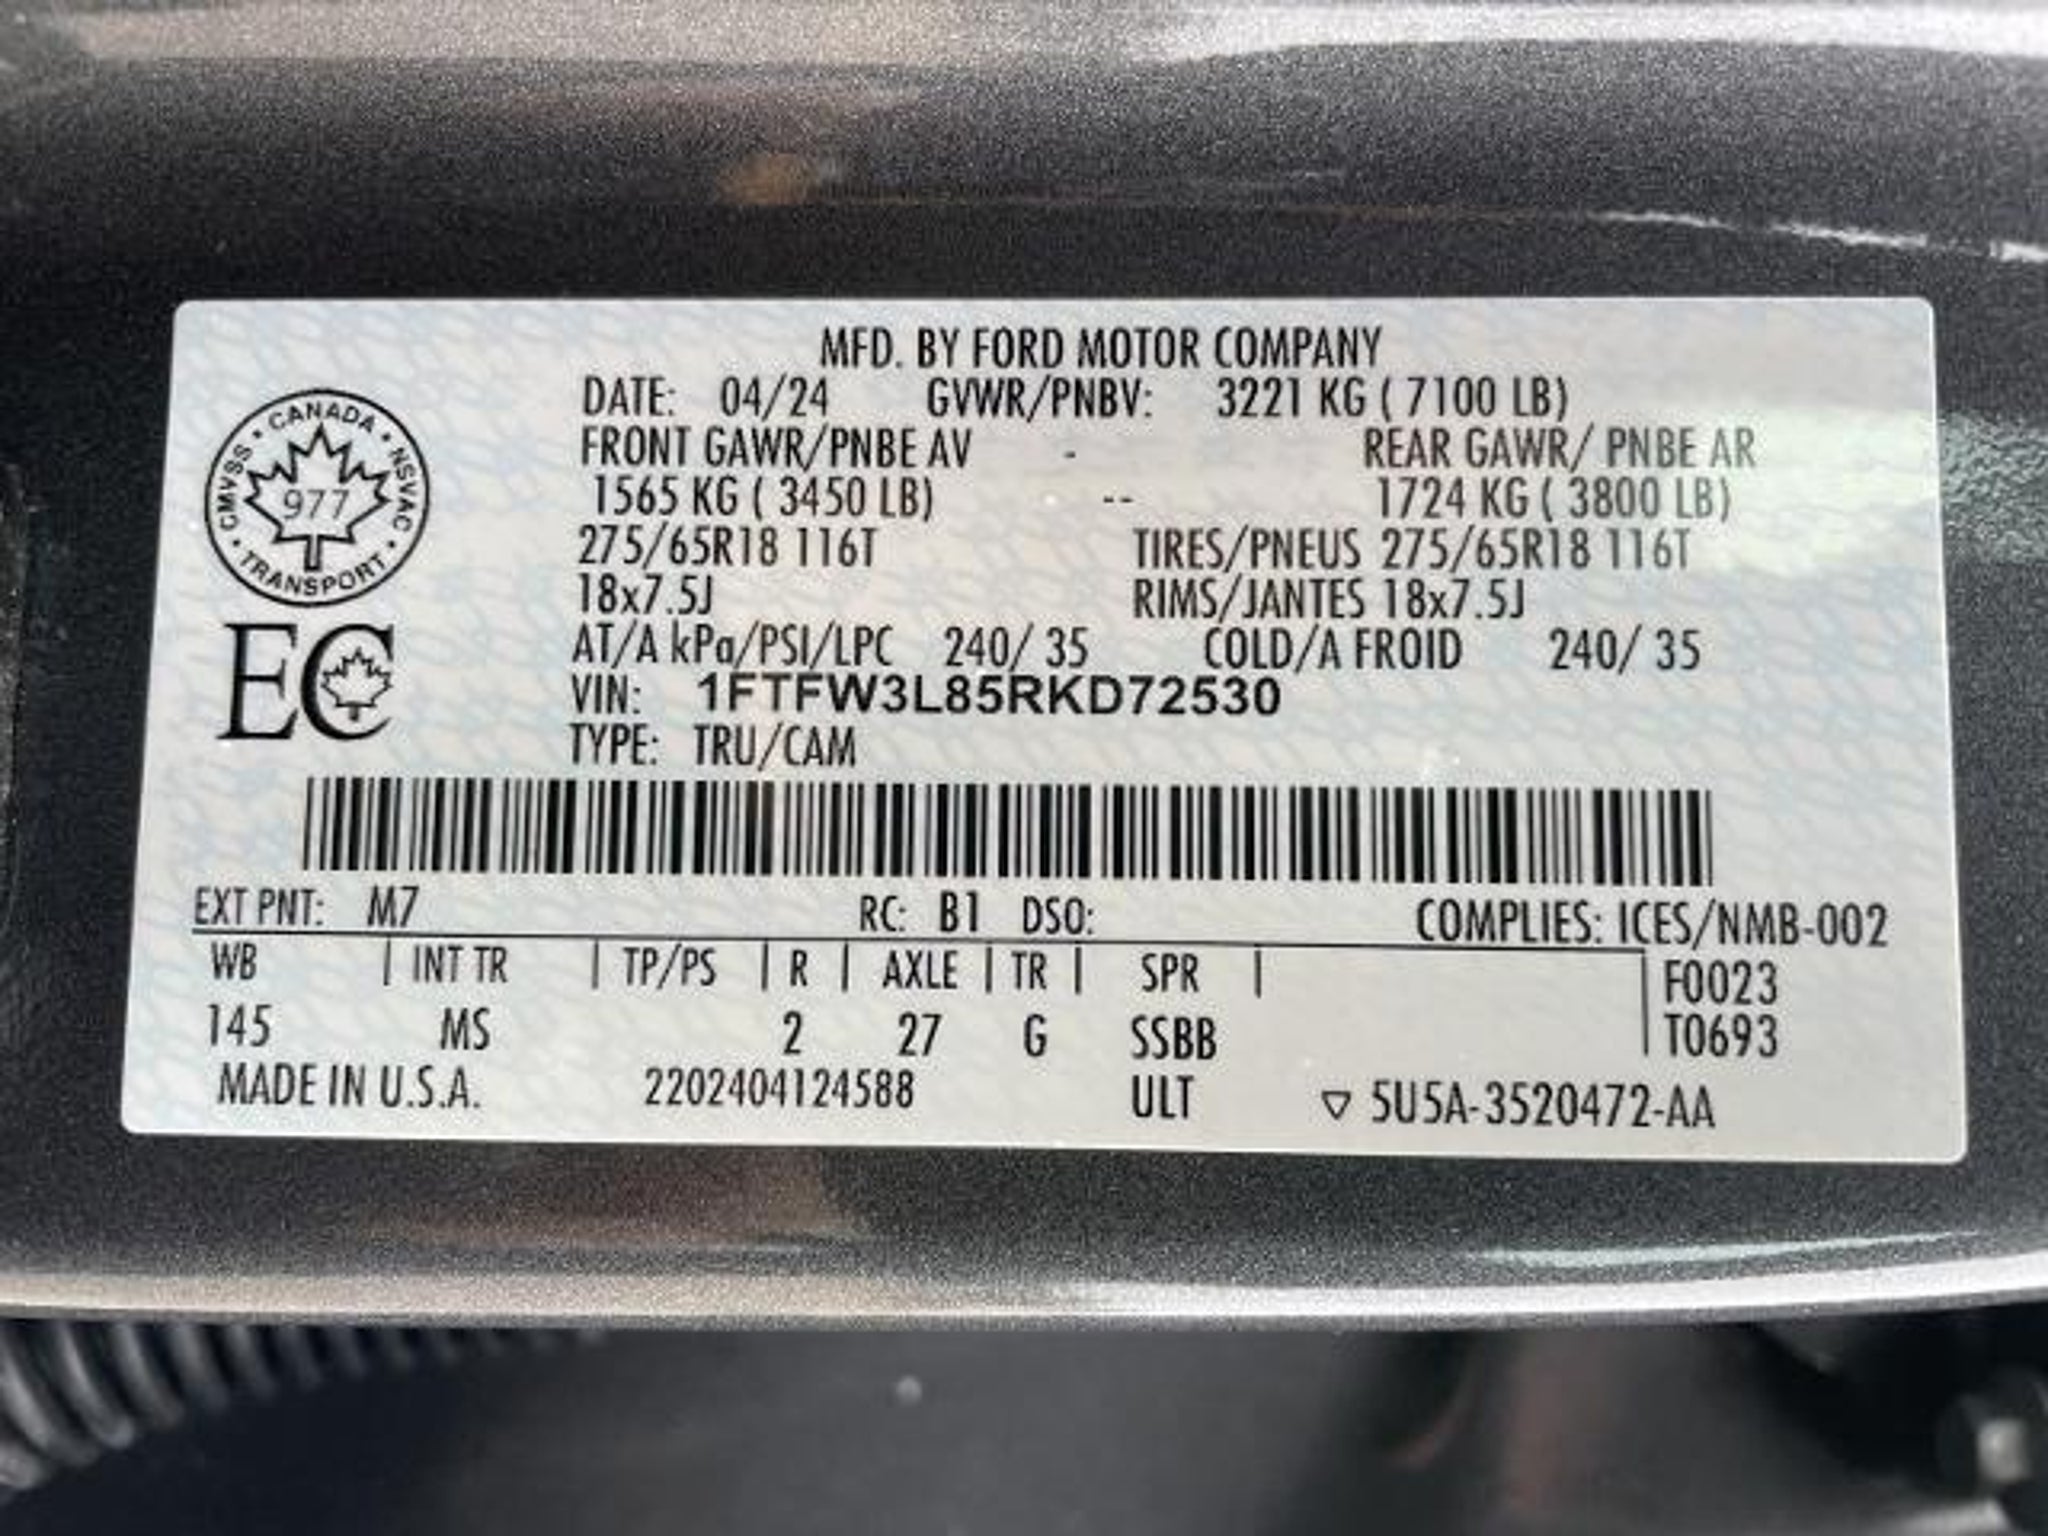 MFD. BY FORD MOTOR COMPANY
DATE: 04/24 GVWR/PNBV: 3221 KG ( 7100 LB)
FRONT GAWR/PNBE AV - REAR GAWR/ PNBE AR
1565 KG ( 3450 LB) -- 1724 KG ( 3800 LB)
275/65R18 116T TIRES/PNEUS 275/65R18 116T
18x7.5J RIMS/JANTES 18x7.5J
AT/A kPa/PSI/LPC 240/ 35 COLD/A FROID 240/ 35
VIN: 1FTFW3L85RKD72530
TYPE: TRU/CAM
CANADA • NSVAC • TRANSPORT • CMVSS •
977
EC
EXT PNT: M7 RC: B1 DSO: COMPLIES: ICES/NMB-002
WB | INT TR | TP/PS | R | AXLE | TR | SPR | F0023
145 MS 2 27 G SSBB T0693
MADE IN U.S.A. 2202404124588 ULT ▽ 5U5A-3520472-AA